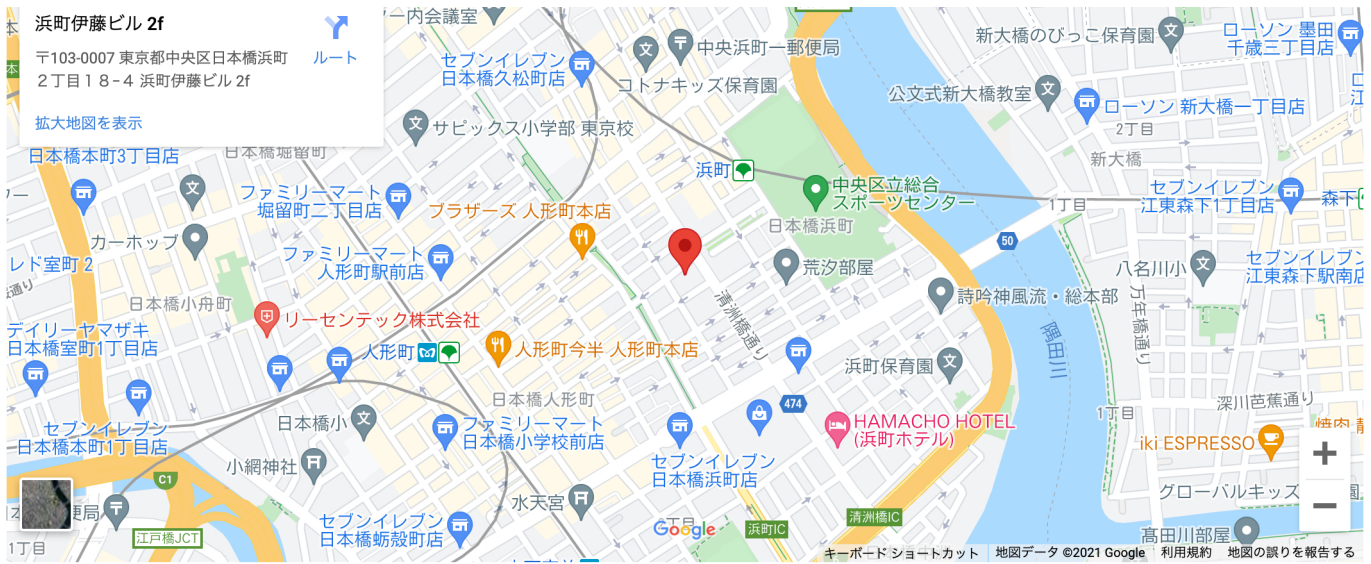 浜町伊藤ビル 2f
ルート
〒103-0007 東京都中央区日本橋浜町
２丁目１８−４ 浜町伊藤ビル 2f
拡大地図を表示
ー内会議室
セブンイレブン
日本橋久松町店
中央浜町一郵便局
コトナキッズ保育園
新大橋のびっこ保育園
ローソン 墨田
千歳三丁目店
公文式新大橋教室
ローソン 新大橋一丁目店
2丁目
新大橋
サピックス小学部 東京校
日本橋本町3丁目店
日本橋堀留町
浜町
中央区立総合
スポーツセンター
セブンイレブン
江東森下1丁目店
森下
1丁目
ファミリーマート
堀留町二丁目店
ブラザーズ 人形町本店
日本橋浜町
カーホップ
50
レド室町 2
ファミリーマート
人形町駅前店
荒汐部屋
八名川小
セブンイレブン
江東森下駅南店
日本橋小舟町
清洲橋通り
詩吟神風流・総本部
万年橋通り
リーセンテック株式会社
デイリーヤマザキ
日本橋室町1丁目店
隅田川
人形町
人形町今半 人形町本店
浜町保育園
日本橋人形町
474
深川芭蕉通り
1丁目
日本橋小
ファミリーマート
日本橋小学校前店
HAMACHO HOTEL
(浜町ホテル)
焼肉
セブンイレブン
日本橋本町1丁目店
iki ESPRESSO
小網神社
セブンイレブン
日本橋浜町店
C1
グローバルキッズ
水天宮
便局
セブンイレブン
日本橋蛎殻町店
2丁目
Google
浜町IC
清洲橋IC
髙田川部屋
江戸橋JCT
1丁目
キーボード ショートカット
地図データ ©2021 Google
利用規約
地図の誤りを報告する